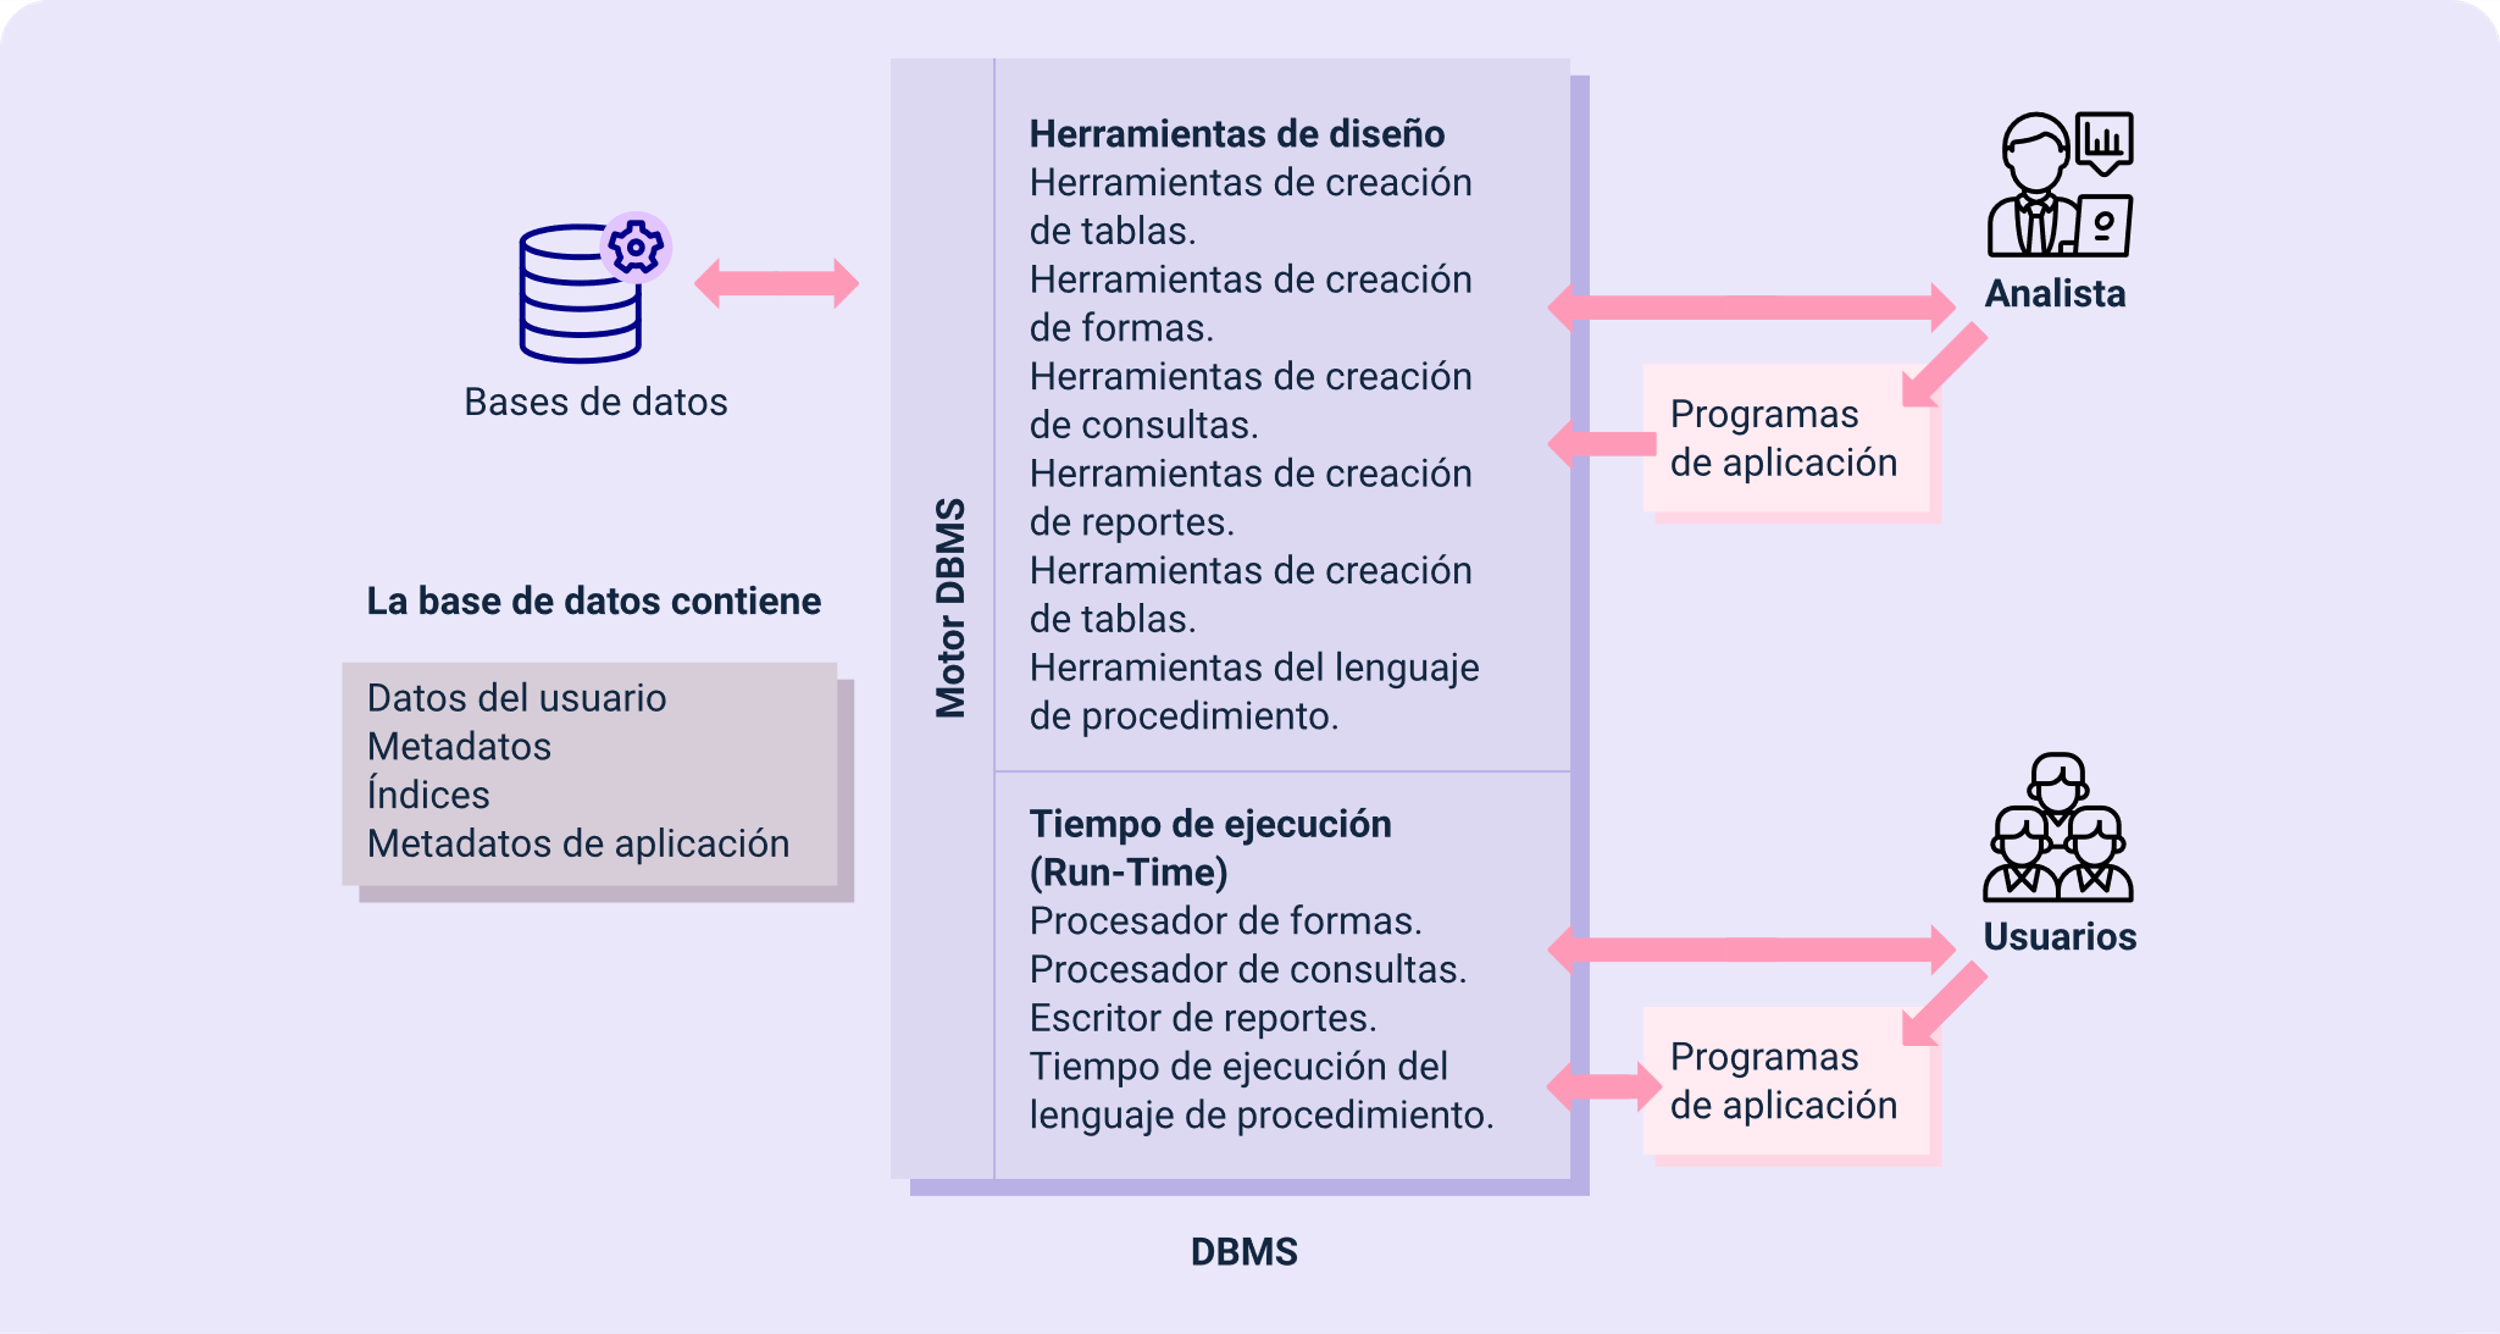 Bases de datos
La base de datos contiene
Datos del usuario
Metadatos
Índices
Metadatos de aplicación
Motor DBMS
Herramientas de diseño
Herramientas de creación
de tablas.
Herramientas de creación
de formas.
Herramientas de creación
de consultas.
Herramientas de creación
de reportes.
Herramientas de creación
de tablas.
Herramientas del lenguaje
de procedimiento.
Tiempo de ejecución
(Run-Time)
Procesador de formas.
Procesador de consultas.
Escritor de reportes.
Tiempo de ejecución del
lenguaje de procedimiento.
DBMS
Analista
Programas
de aplicación
Usuarios
Programas
de aplicación